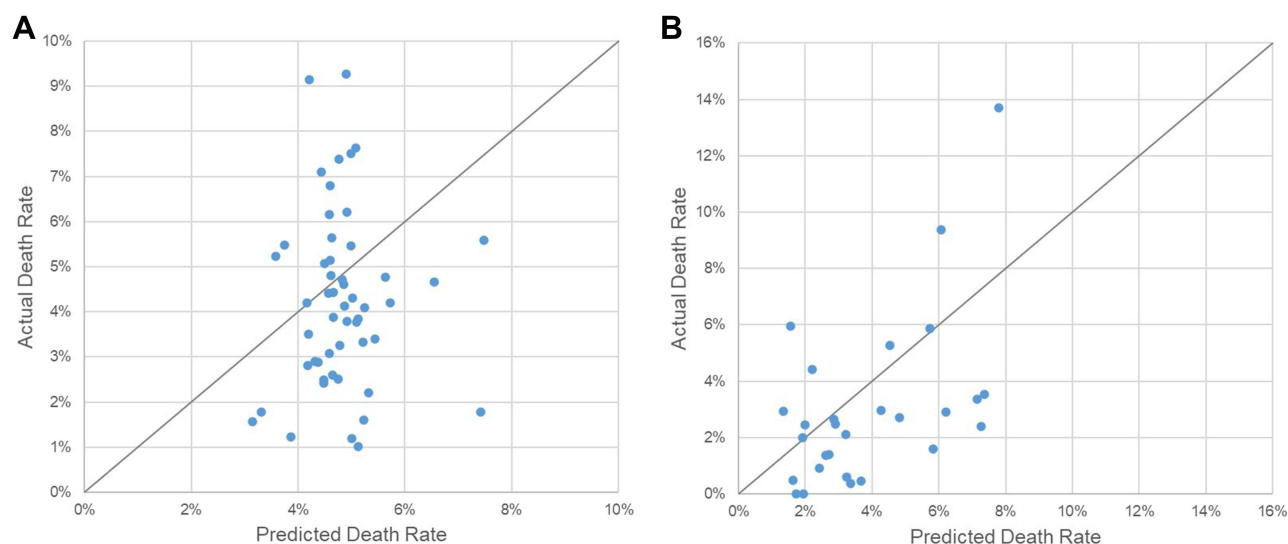 A
10%
9%
8%
7%
6%
5%
4%
3%
2%
1%
0%
Actual Death Rate
0% 2% 4% 6% 8% 10%
Predicted Death Rate
B
16%
14%
12%
10%
8%
6%
4%
2%
0%
Actual Death Rate
0% 2% 4% 6% 8% 10% 12% 14% 16%
Predicted Death Rate